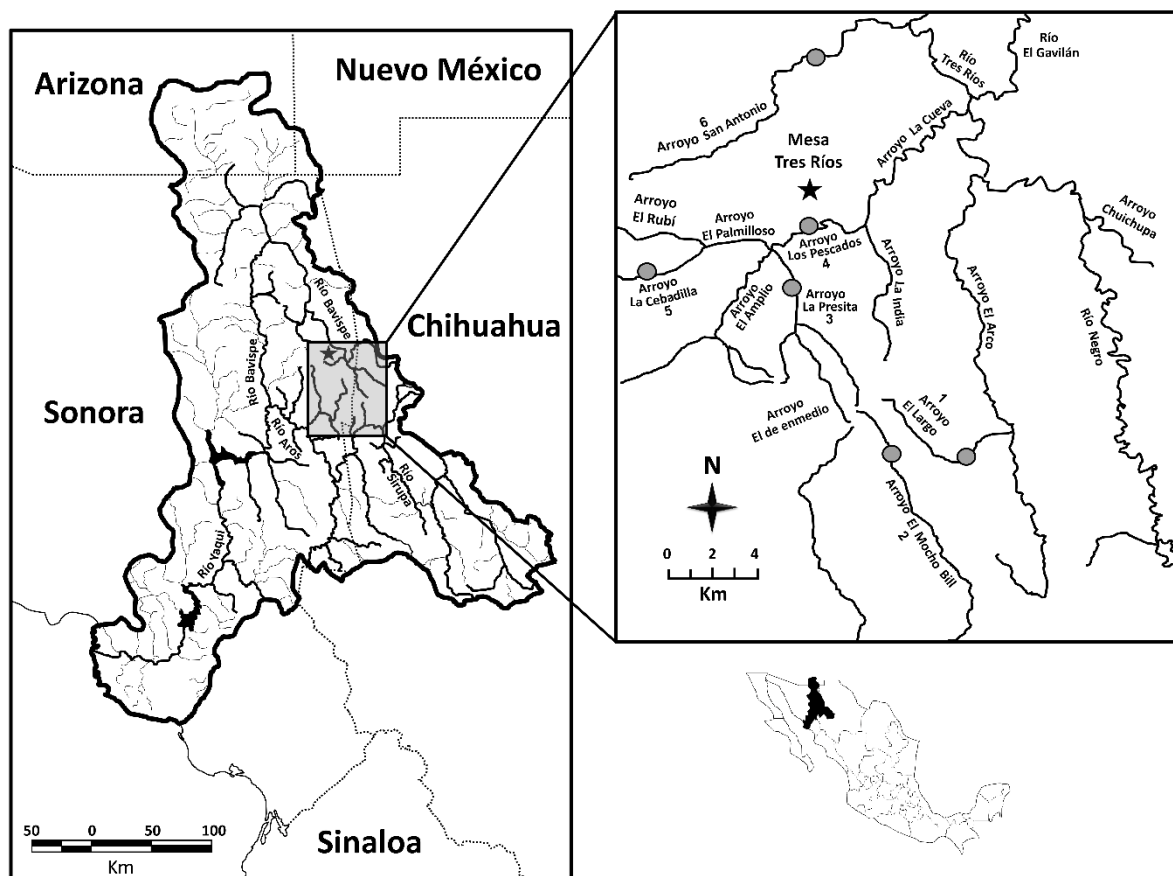 Arizona
Nuevo México
Chihuahua
Sonora
Sinaloa
Río Bavispe
Río Bavispe
Río Aros
Río Sirupa
Río Yaqui
50 0 50 100
Km
Río
El Gavilán
Río
Tres Ríos
6
Arroyo San Antonio
Arroyo La Cueva
Mesa
Tres Ríos
Arroyo
El Rubí
Arroyo
El Palmilloso
Arroyo
Los Pescados
4
Arroyo
Chuichupa
Arroyo
La Cebadilla
5
Arroyo
El Amplio
Arroyo
La Presita
3
Arroyo La India
Arroyo El Arco
Río Negro
Arroyo
El de enmedio
1
Arroyo
El Largo
Arroyo El Mocho Bill
2
N
0 2 4
Km